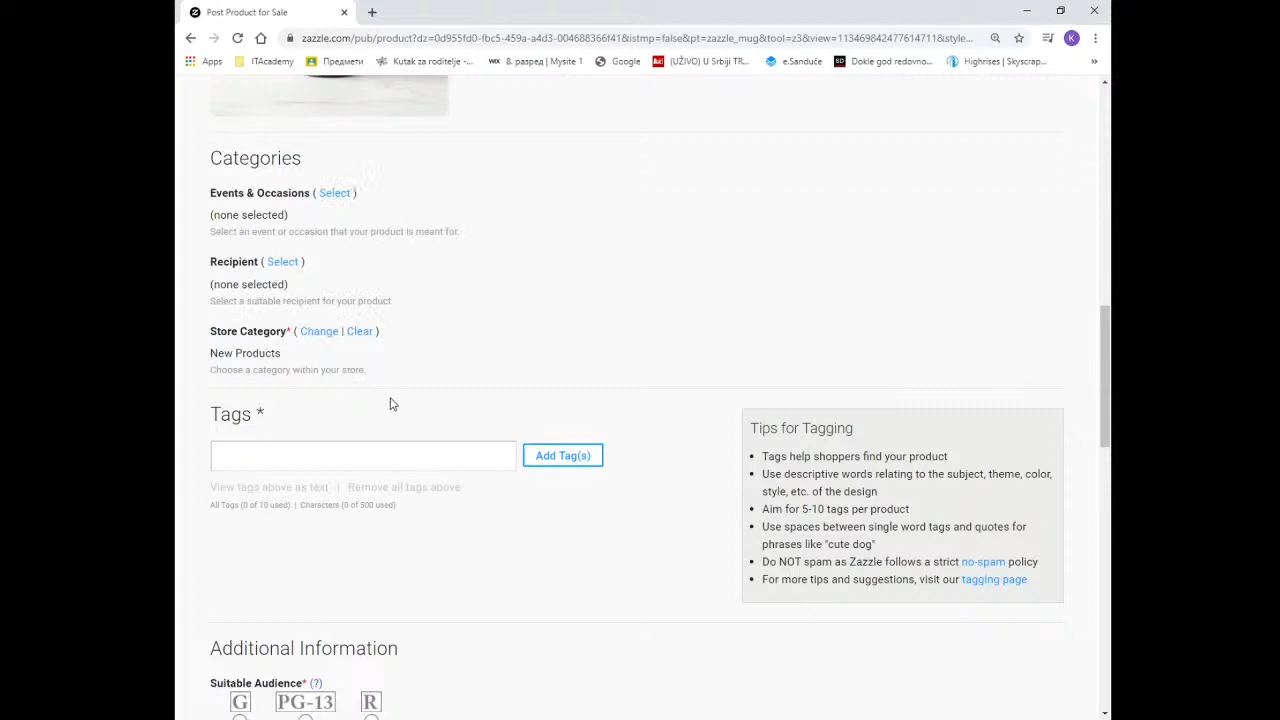 Post Product for Sale
zazzle.com/pub/product?dz=0d955fd0-fbc5-459a-a4d3-004688366f41&istmp=false&pt=zazzle_mug&tool=z3&view=113469842477614711&style...
K
Apps
ITAcademy
Предмети
Kutak za roditelje -...
WIX 8. разред | Mysite 1
Google
(UŽIVO) U Srbiji TR...
e.Sanduče
SD Dokle god redovno...
Highrises | Skyscrap...
»
Categories
Events & Occasions ( Select )
(none selected)
Select an event or occasion that your product is meant for.
Recipient ( Select )
(none selected)
Select a suitable recipient for your product.
Store Category* ( Change | Clear )
New Products
Choose a category within your store.
Tags *
Add Tag(s)
View tags above as text | Remove all tags above
All Tags (0 of 10 used) | Characters (0 of 500 used)
Tips for Tagging
Tags help shoppers find your product
Use descriptive words relating to the subject, theme, color,
style, etc. of the design
Aim for 5-10 tags per product
Use spaces between single word tags and quotes for
phrases like "cute dog"
Do NOT spam as Zazzle follows a strict no-spam policy
For more tips and suggestions, visit our tagging page
Additional Information
Suitable Audience* (?)
G PG-13 R